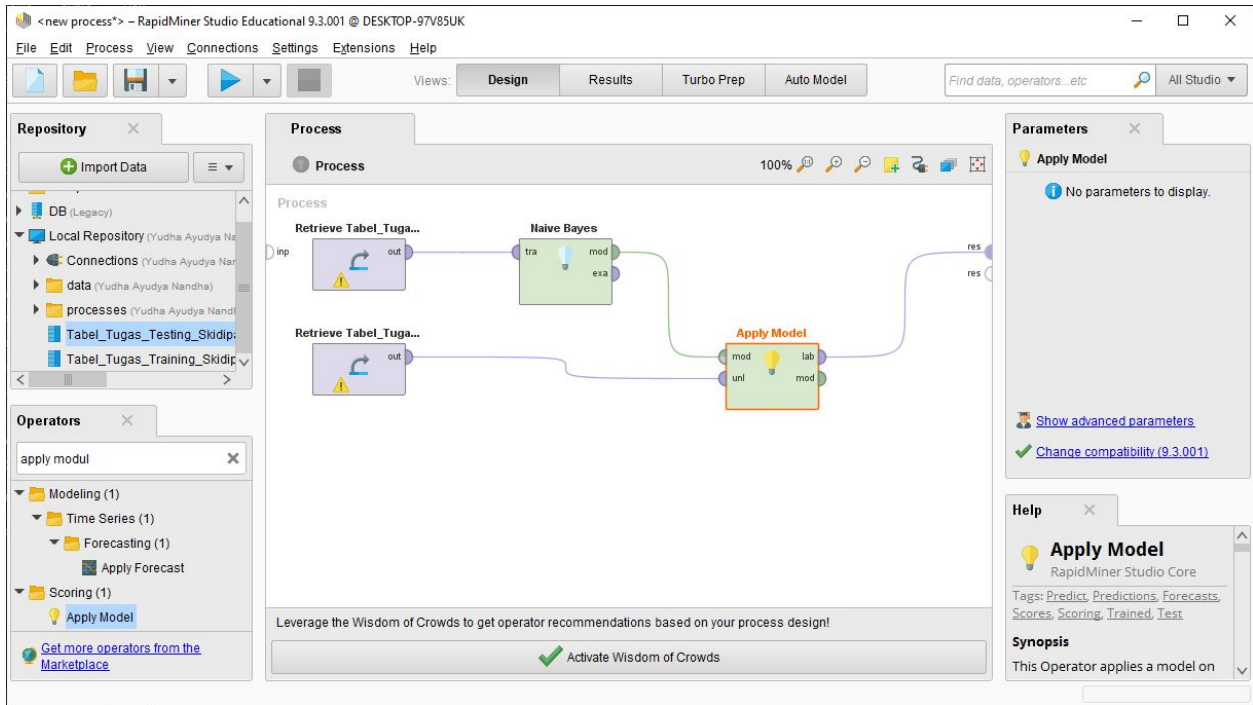 <new process*> – RapidMiner Studio Educational 9.3.001 @ DESKTOP-97V85UK
File Edit Process View Connections Settings Extensions Help
Views: Design Results Turbo Prep Auto Model
Find data, operators...etc
All Studio
Repository
Import Data
DB (Legacy)
Local Repository (Yudha Ayudya Na
Connections (Yudha Ayudya Nar
data (Yudha Ayudya Nandha)
processes (Yudha Ayudya Nandh
Tabel_Tugas_Testing_Skidip
Tabel_Tugas_Training_Skidip
Operators
apply modul
Modeling (1)
Time Series (1)
Forecasting (1)
Apply Forecast
Scoring (1)
Apply Model
Get more operators from the
Marketplace
Process
Process
100%
Process
Retrieve Tabel_Tuga...
inp
out
Naive Bayes
tra
mod
exa
res
res
Retrieve Tabel_Tuga...
out
Apply Model
mod
lab
unl
mod
Leverage the Wisdom of Crowds to get operator recommendations based on your process design!
Activate Wisdom of Crowds
Parameters
Apply Model
No parameters to display.
Show advanced parameters
Change compatibility (9.3.001)
Help
Apply Model
RapidMiner Studio Core
Tags: Predict, Predictions, Forecasts,
Scores, Scoring, Trained, Test
Synopsis
This Operator applies a model on